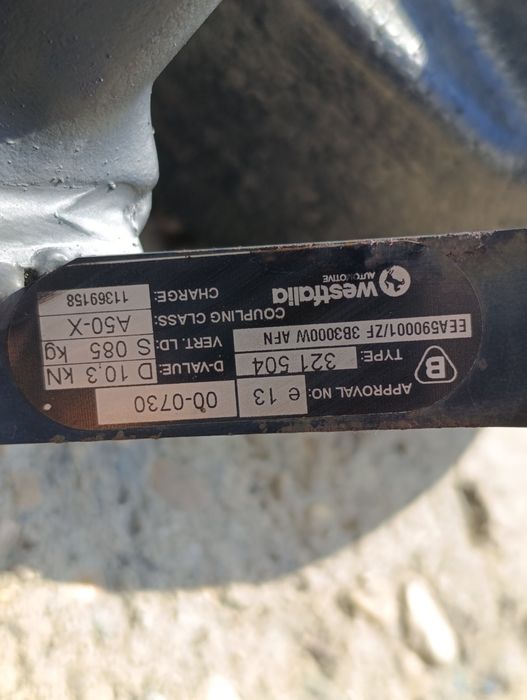 APPROVAL NO: e 13 00-0730
B TYPE: 321 504 D-VALUE: D 10,3 kN
EEA590001/ZF 3B3000W AFN VERT. LD: S 085 kg
COUPLING CLASS: A50-X
westfalia CHARGE: 11369158
AUTOMOTIVE